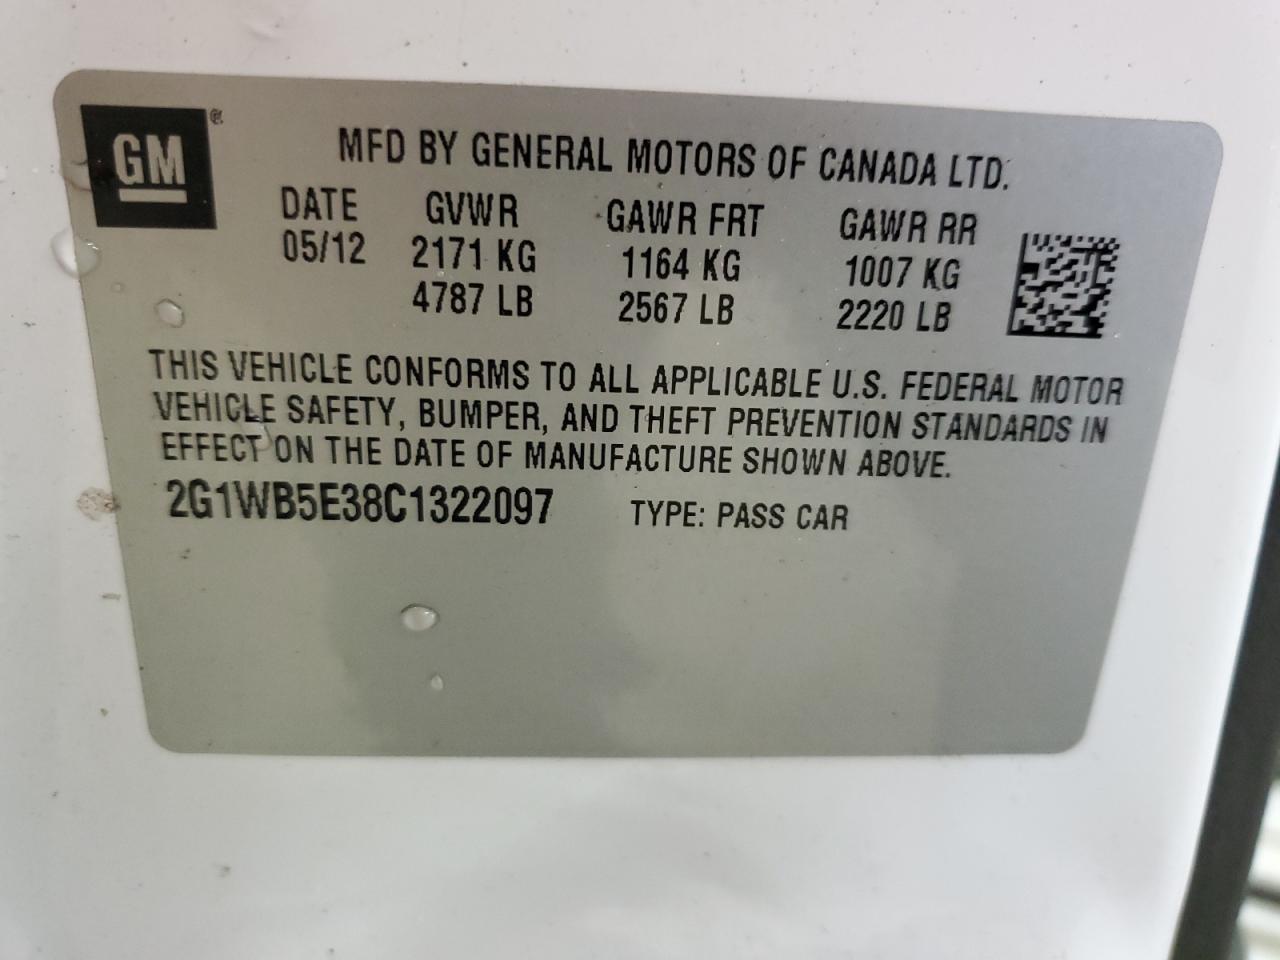 GM®
MFD BY GENERAL MOTORS OF CANADA LTD.
DATE GVWR GAWR FRT GAWR RR
05/12 2171 KG 1164 KG 1007 KG
4787 LB 2567 LB 2220 LB
THIS VEHICLE CONFORMS TO ALL APPLICABLE U.S. FEDERAL MOTOR
VEHICLE SAFETY, BUMPER, AND THEFT PREVENTION STANDARDS IN
EFFECT ON THE DATE OF MANUFACTURE SHOWN ABOVE.
2G1WB5E38C1322097 TYPE: PASS CAR